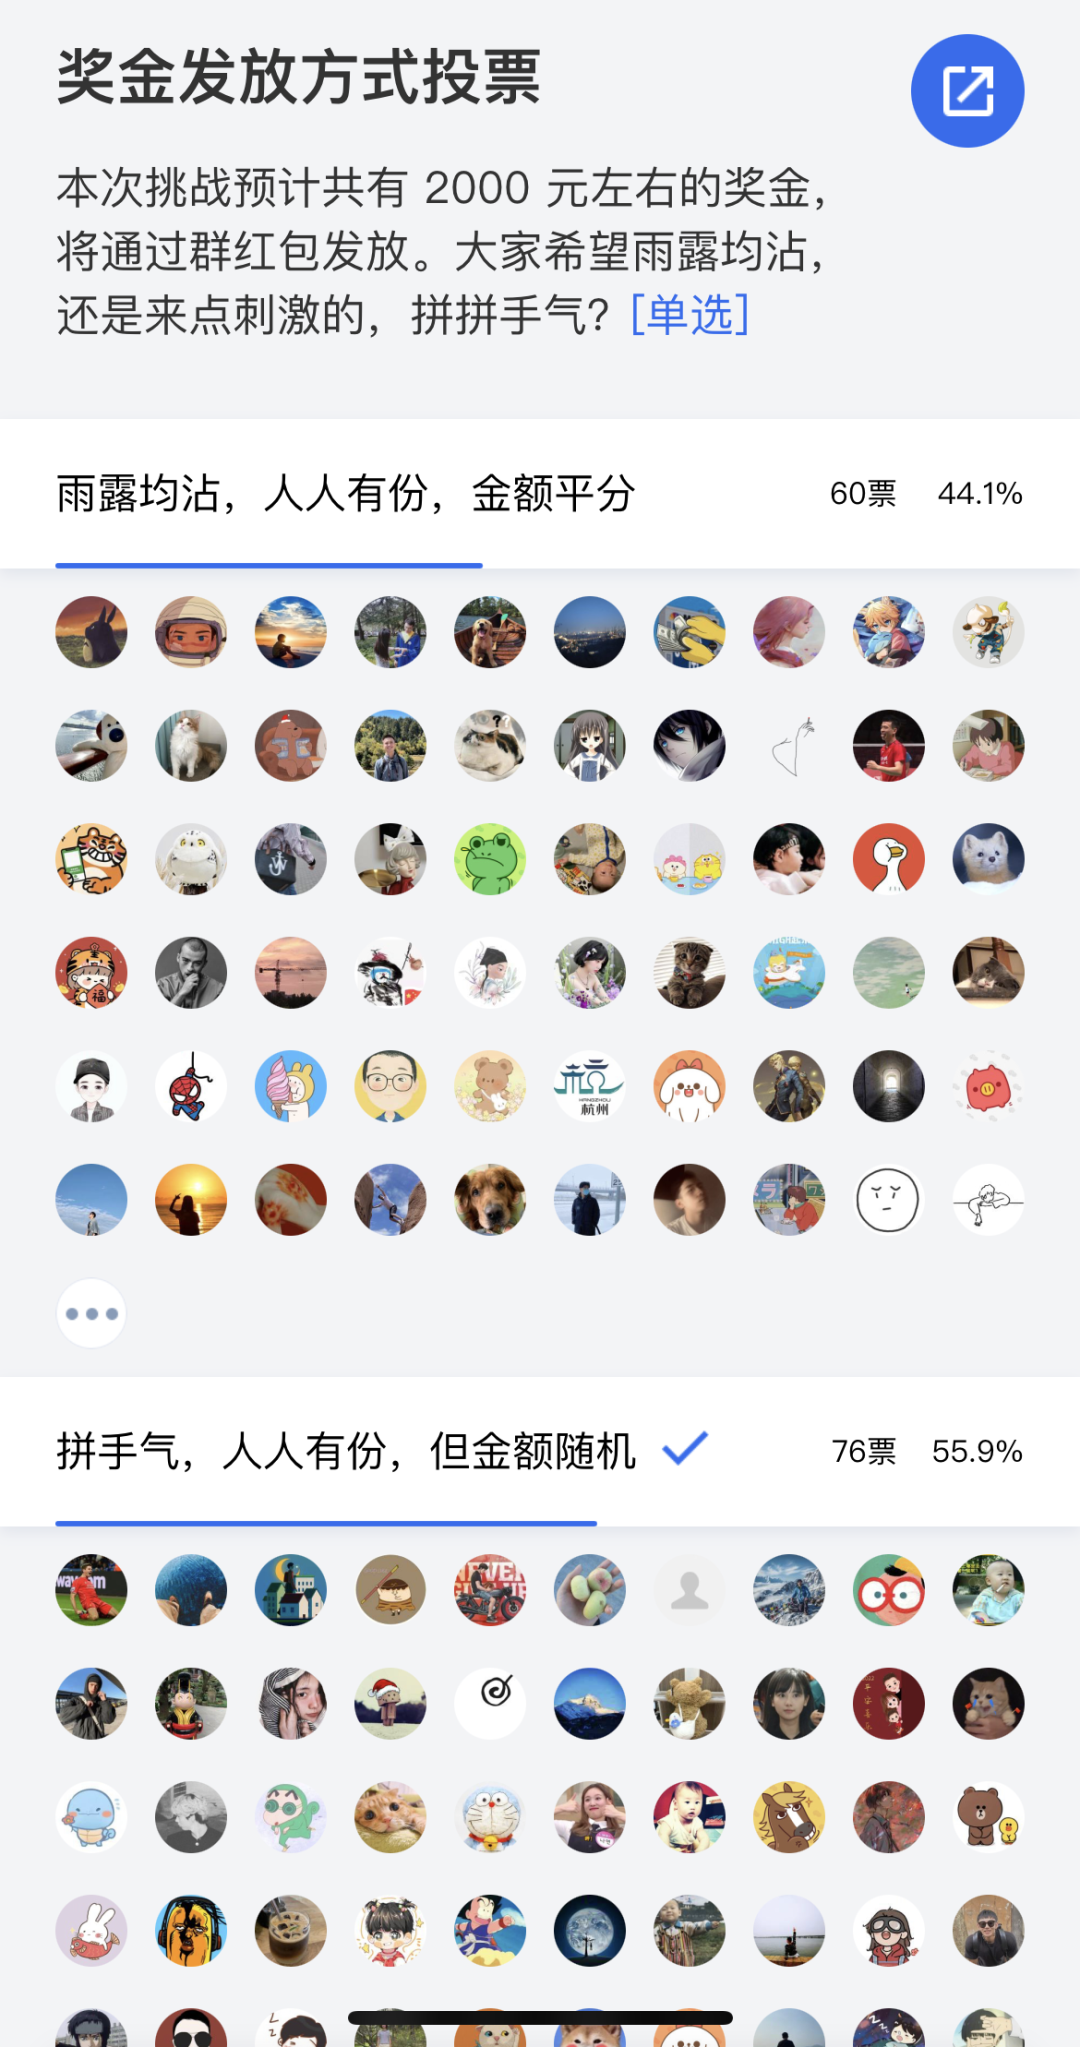 奖金发放方式投票
本次挑战预计共有 2000 元左右的奖金，
将通过群红包发放。大家希望雨露均沾，
还是来点刺激的，拼拼手气？[单选]
雨露均沾，人人有份，金额平分 60票 44.1%
??
福
HANGZHOU
杭州
拼手气，人人有份，但金额随机 76票 55.9%